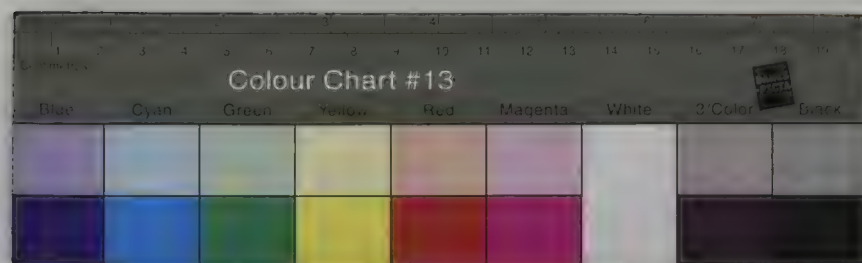 1 2 3 4 5 6 7 8 9 10 11 12 13 14 15 16 17 18 19
Colour Chart #13
Blue Cyan Green Yellow Red Magenta White 3/Color Black